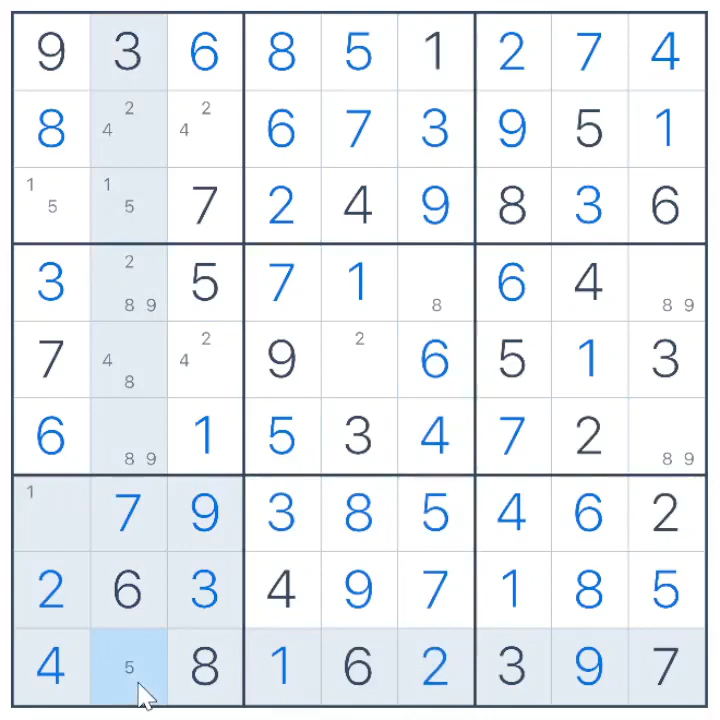 9 3 6 8 5 1 2 7 4
2 2
8 4 4 6 7 3 9 5 1
1 1
5 5 7 2 4 9 8 3 6
2
3 5 7 1 6 4
8 9 8 8 9
2 2
7 4 4 9 6 5 1 3
8
6 1 5 3 4 7 2
8 9 8 9
1
7 9 3 8 5 4 6 2
2 6 3 4 9 7 1 8 5
4 5 8 1 6 2 3 9 7